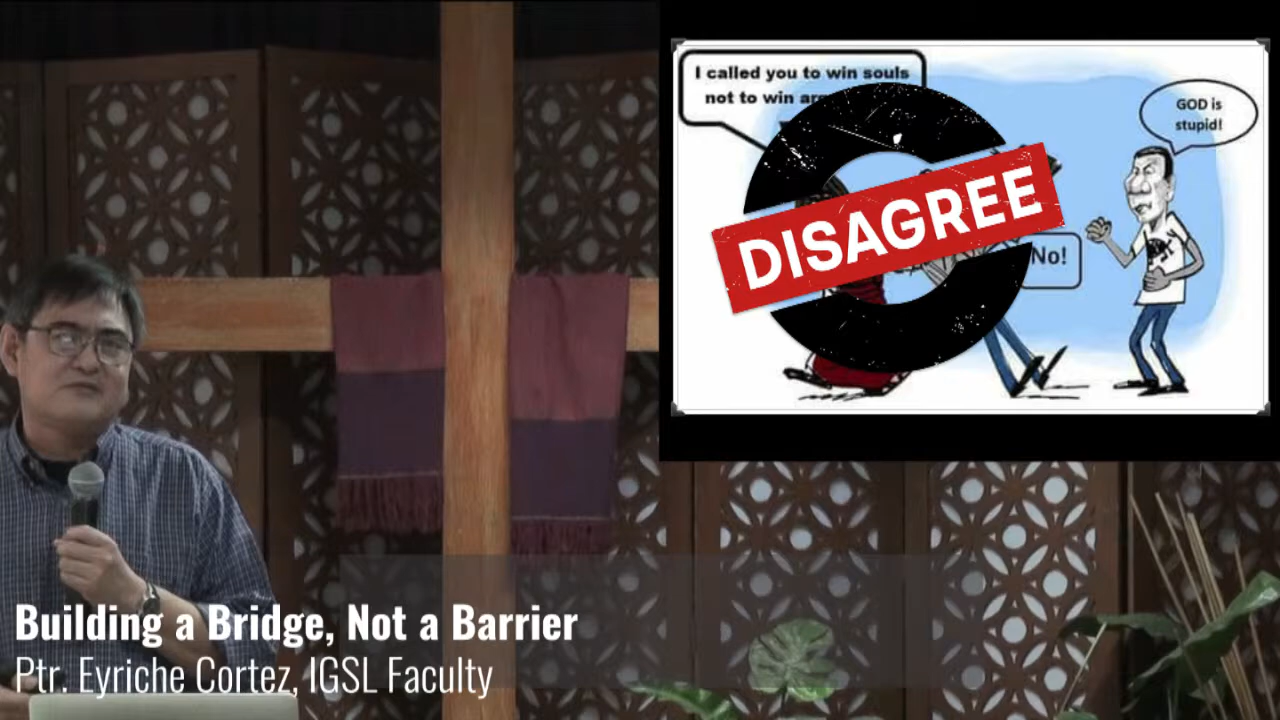 I called you to win souls
not to win
GOD is
stupid!
DISAGREE
No!
Building a Bridge, Not a Barrier
Ptr. Eyriche Cortez, IGSL Faculty